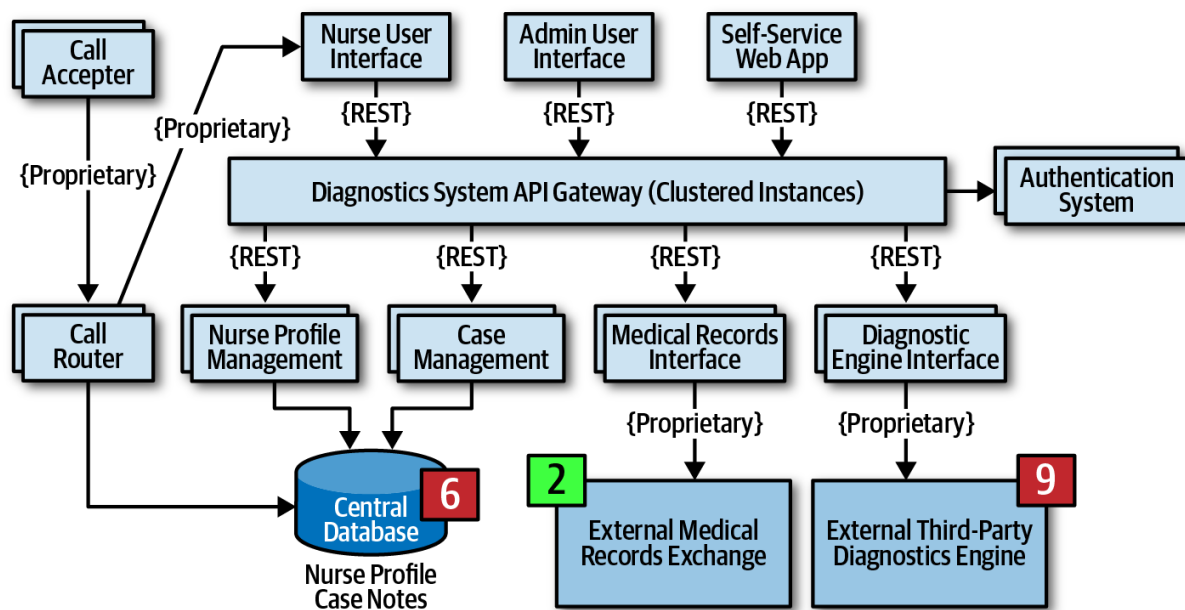 Call
Accepter
Nurse User
Interface
Admin User
Interface
Self-Service
Web App
{Proprietary}
{Proprietary}
{REST}
{REST}
{REST}
Diagnostics System API Gateway (Clustered Instances)
Authentication
System
{REST}
{REST}
{REST}
{REST}
Call
Router
Nurse Profile
Management
Case
Management
Medical Records
Interface
Diagnostic
Engine Interface
{Proprietary}
{Proprietary}
Central
Database
6
Nurse Profile
Case Notes
2
External Medical
Records Exchange
9
External Third-Party
Diagnostics Engine